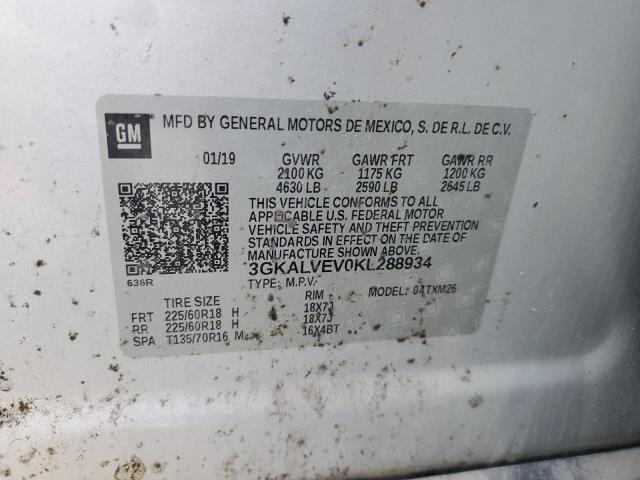 GM
MFD BY GENERAL MOTORS DE MEXICO, S. DE R.L. DE C.V.
01/19 GVWR GAWR FRT GAWR RR
2100 KG 1175 KG 1200 KG
4630 LB 2590 LB 2645 LB
THIS VEHICLE CONFORMS TO ALL
APPLICABLE U.S. FEDERAL MOTOR
VEHICLE SAFETY AND THEFT PREVENTION
STANDARDS IN EFFECT ON THE DATE OF
MANUFACTURE SHOWN ABOVE.
3GKALVEV0KL288934
636R
TYPE: M.P.V. MODEL: 04TXM26
TIRE SIZE RIM
FRT 225/60R18 H 18X7J
RR 225/60R18 H 18X7J
SPA T135/70R16 M 16X4BT